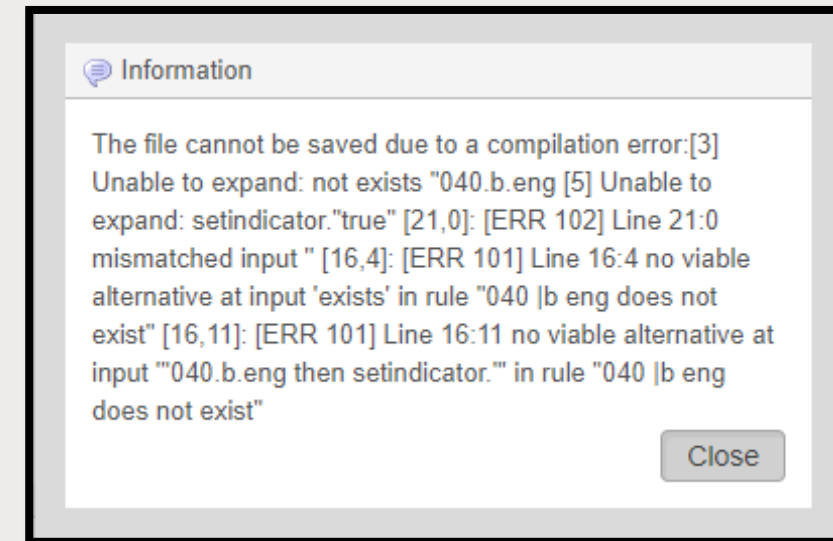 Information
The file cannot be saved due to a compilation error:[3]
Unable to expand: not exists "040.b.eng [5] Unable to
expand: setindicator."true" [21,0]: [ERR 102] Line 21:0
mismatched input '' [16,4]: [ERR 101] Line 16:4 no viable
alternative at input 'exists' in rule "040 |b eng does not
exist" [16,11]: [ERR 101] Line 16:11 no viable alternative at
input '"040.b.eng then setindicator."' in rule "040 |b eng
does not exist"
Close